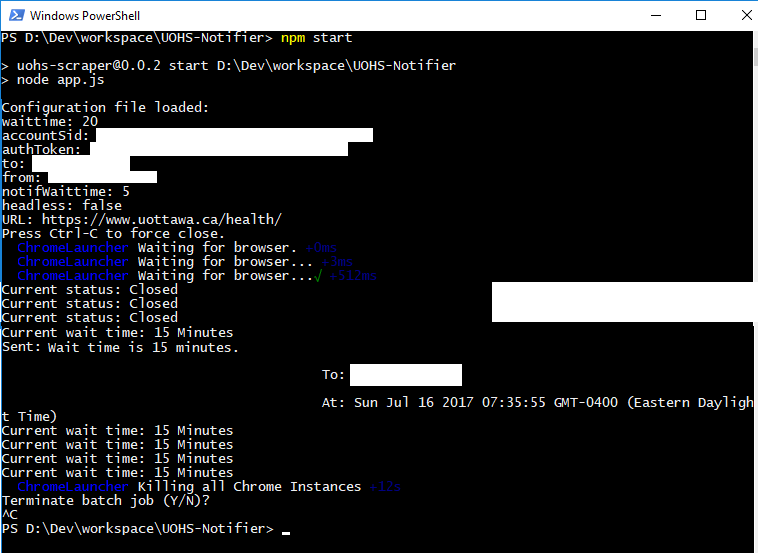 Windows PowerShell
PS D:\Dev\workspace\UOHS-Notifier> npm start
> uohs-scraper@0.0.2 start D:\Dev\workspace\UOHS-Notifier
> node app.js
Configuration file loaded:
waittime: 20
accountSid:
authToken:
to:
from:
notifWaittime: 5
headless: false
URL: https://www.uottawa.ca/health/
Press Ctrl-C to force close.
ChromeLauncher Waiting for browser. +0ms
ChromeLauncher Waiting for browser... +3ms
ChromeLauncher Waiting for browser...√ +512ms
Current status: Closed
Current status: Closed
Current status: Closed
Current wait time: 15 Minutes
Sent: Wait time is 15 minutes.
To:
At: Sun Jul 16 2017 07:35:55 GMT-0400 (Eastern Dayligh
t Time)
Current wait time: 15 Minutes
Current wait time: 15 Minutes
Current wait time: 15 Minutes
Current wait time: 15 Minutes
ChromeLauncher Killing all Chrome Instances +12s
Terminate batch job (Y/N)?
^C
PS D:\Dev\workspace\UOHS-Notifier> _